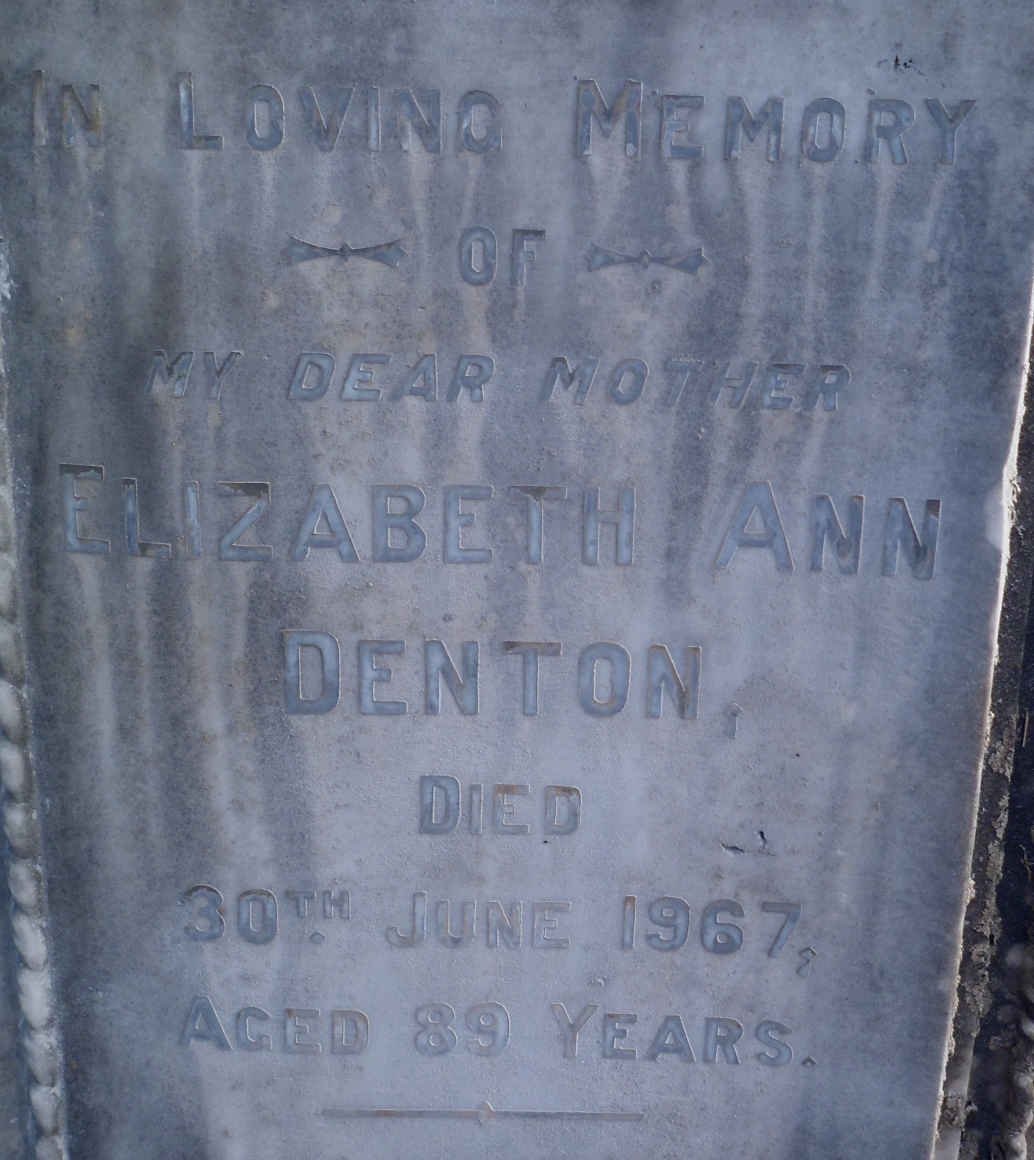 IN LOVING MEMORY
OF
MY DEAR MOTHER
ELIZABETH ANN
DENTON,
DIED
30TH JUNE 1967,
AGED 89 YEARS.